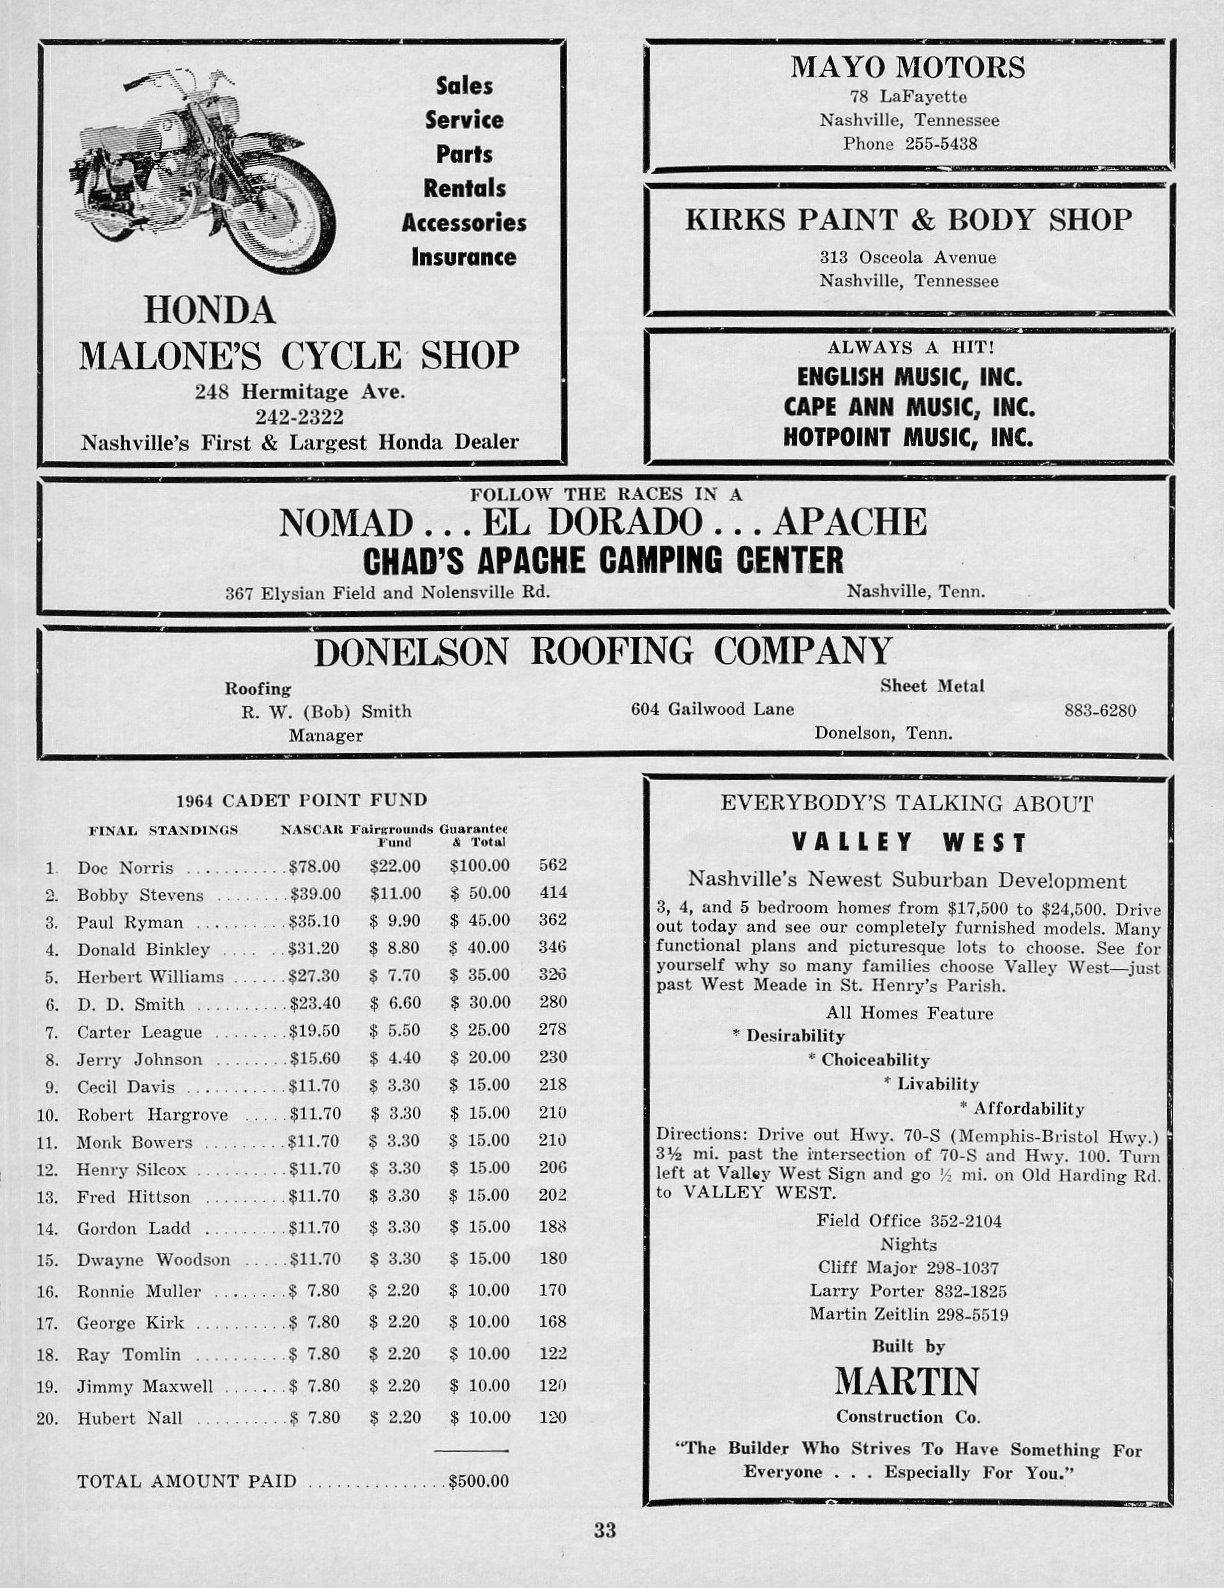 Sales
Service
Parts
Rentals
Accessories
Insurance
HONDA
MALONE'S CYCLE SHOP
248 Hermitage Ave.
242-2322
Nashville's First & Largest Honda Dealer
MAYO MOTORS
78 LaFayette
Nashville, Tennessee
Phone 255-5438
KIRKS PAINT & BODY SHOP
313 Osceola Avenue
Nashville, Tennessee
ALWAYS A HIT!
ENGLISH MUSIC, INC.
CAPE ANN MUSIC, INC.
HOTPOINT MUSIC, INC.
FOLLOW THE RACES IN A
NOMAD . . . EL DORADO . . . APACHE
CHAD'S APACHE CAMPING CENTER
367 Elysian Field and Nolensville Rd. Nashville, Tenn.
DONELSON ROOFING COMPANY
Roofing Sheet Metal
R. W. (Bob) Smith 604 Gailwood Lane 883-6280
Manager Donelson, Tenn.
1964 CADET POINT FUND
FINAL STANDINGS NASCAR Fairgrounds Guarantee
Fund & Total
1. Doc Norris . . . . . . . . . . . $78.00 $22.00 $100.00 562
2. Bobby Stevens . . . . . . . . $39.00 $11.00 $ 50.00 414
3. Paul Ryman . . . . . . . . . . $35.10 $ 9.90 $ 45.00 362
4. Donald Binkley . . . . . . $31.20 $ 8.80 $ 40.00 346
5. Herbert Williams . . . . . . $27.30 $ 7.70 $ 35.00 326
6. D. D. Smith . . . . . . . . . . $23.40 $ 6.60 $ 30.00 280
7. Carter League . . . . . . . . $19.50 $ 5.50 $ 25.00 278
8. Jerry Johnson . . . . . . . . $15.60 $ 4.40 $ 20.00 230
9. Cecil Davis . . . . . . . . . . . $11.70 $ 3.30 $ 15.00 218
10. Robert Hargrove . . . . . $11.70 $ 3.30 $ 15.00 210
11. Monk Bowers . . . . . . . . . $11.70 $ 3.30 $ 15.00 210
12. Henry Silcox . . . . . . . . . . $11.70 $ 3.30 $ 15.00 206
13. Fred Hittson . . . . . . . . . $11.70 $ 3.30 $ 15.00 202
14. Gordon Ladd . . . . . . . . . $11.70 $ 3.30 $ 15.00 188
15. Dwayne Woodson . . . . . $11.70 $ 3.30 $ 15.00 180
16. Ronnie Muller . . . . . . . . $ 7.80 $ 2.20 $ 10.00 170
17. George Kirk . . . . . . . . . . $ 7.80 $ 2.20 $ 10.00 168
18. Ray Tomlin . . . . . . . . . . $ 7.80 $ 2.20 $ 10.00 122
19. Jimmy Maxwell . . . . . . . $ 7.80 $ 2.20 $ 10.00 120
20. Hubert Nall . . . . . . . . . . $ 7.80 $ 2.20 $ 10.00 120
TOTAL AMOUNT PAID . . . . . . . . . . . . . . . $500.00
EVERYBODY'S TALKING ABOUT
VALLEY WEST
Nashville's Newest Suburban Development
3, 4, and 5 bedroom homes from $17,500 to $24,500. Drive
out today and see our completely furnished models. Many
functional plans and picturesque lots to choose. See for
yourself why so many families choose Valley West—just
past West Meade in St. Henry's Parish.
All Homes Feature
* Desirability
* Choiceability
* Livability
* Affordability
Directions: Drive out Hwy. 70-S (Memphis-Bristol Hwy.)
3½ mi. past the intersection of 70-S and Hwy. 100. Turn
left at Valley West Sign and go ½ mi. on Old Harding Rd.
to VALLEY WEST.
Field Office 352-2104
Nights
Cliff Major 298-1037
Larry Porter 832-1825
Martin Zeitlin 298-5519
Built by
MARTIN
Construction Co.
"The Builder Who Strives To Have Something For
Everyone . . . Especially For You."
33